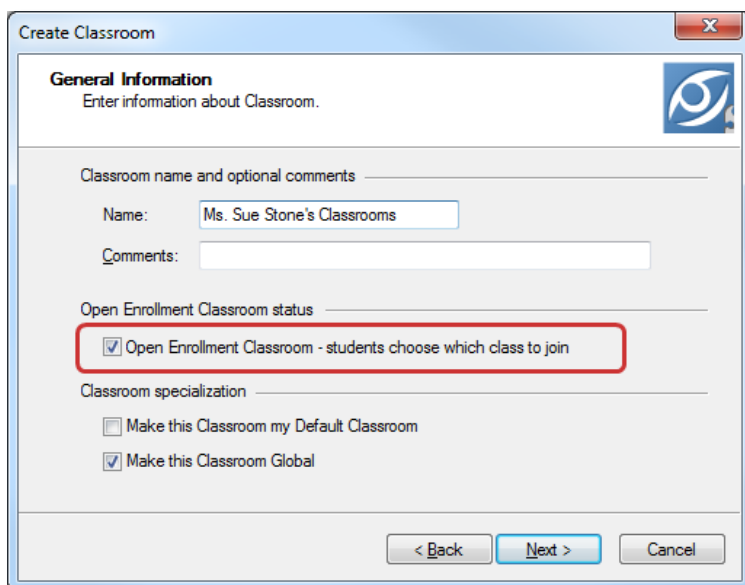 Create Classroom
General Information
Enter information about Classroom.
Classroom name and optional comments
Name: Ms. Sue Stone's Classrooms
Comments:
Open Enrollment Classroom status
Open Enrollment Classroom - students choose which class to join
Classroom specialization
Make this Classroom my Default Classroom
Make this Classroom Global
< Back Next > Cancel